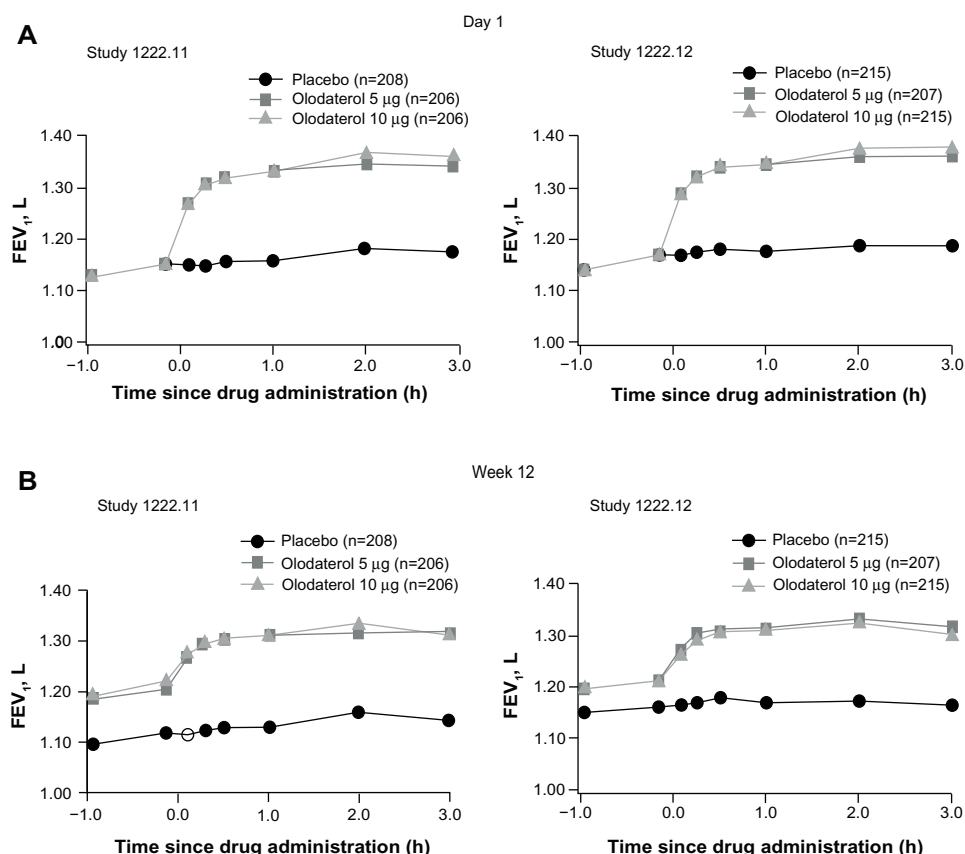 A
Day 1
Study 1222.11
Placebo (n=208)
Olodaterol 5 µg (n=206)
Olodaterol 10 µg (n=206)
FEV1, L
1.40
1.30
1.20
1.10
1.00
−1.0 0.0 1.0 2.0 3.0
Time since drug administration (h)
Study 1222.12
Placebo (n=215)
Olodaterol 5 µg (n=207)
Olodaterol 10 µg (n=215)
FEV1, L
1.40
1.30
1.20
1.10
1.00
−1.0 0.0 1.0 2.0 3.0
Time since drug administration (h)
B
Week 12
Study 1222.11
Placebo (n=208)
Olodaterol 5 µg (n=206)
Olodaterol 10 µg (n=206)
FEV1, L
1.40
1.30
1.20
1.10
1.00
−1.0 0.0 1.0 2.0 3.0
Time since drug administration (h)
Study 1222.12
Placebo (n=215)
Olodaterol 5 µg (n=207)
Olodaterol 10 µg (n=215)
FEV1, L
1.40
1.30
1.20
1.10
1.00
−1.0 0.0 1.0 2.0 3.0
Time since drug administration (h)